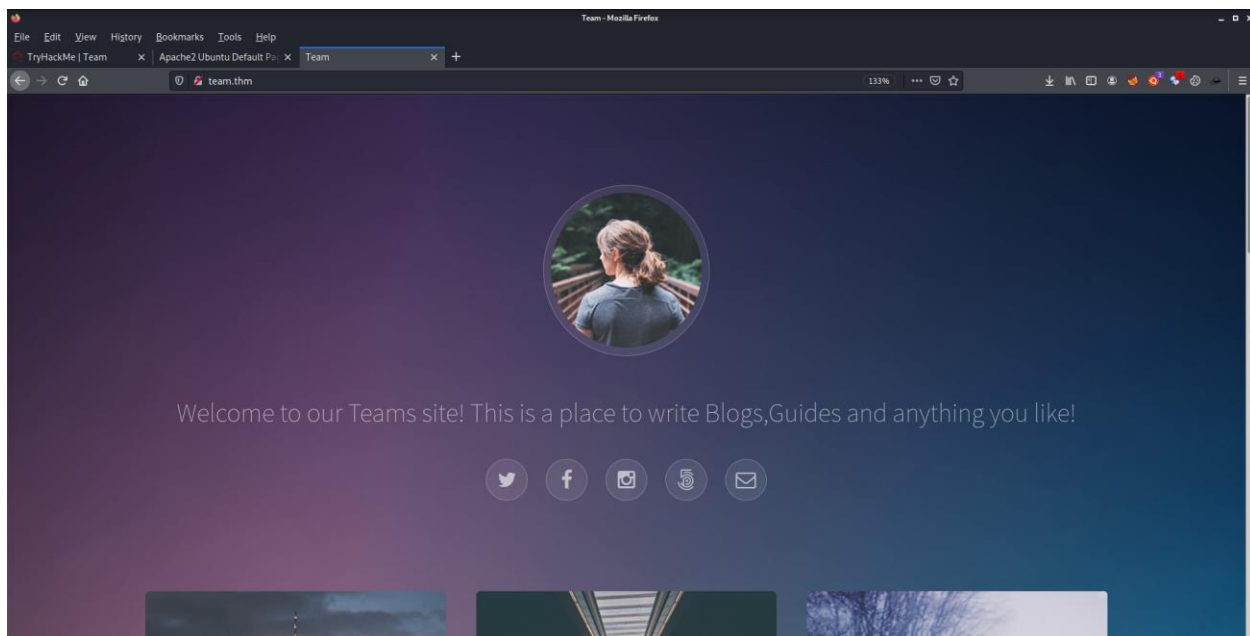 Team - Mozilla Firefox
File Edit View History Bookmarks Tools Help
TryHackMe | Team
Apache2 Ubuntu Default Pa
Team
team.thm
133%
Welcome to our Teams site! This is a place to write Blogs,Guides and anything you like!